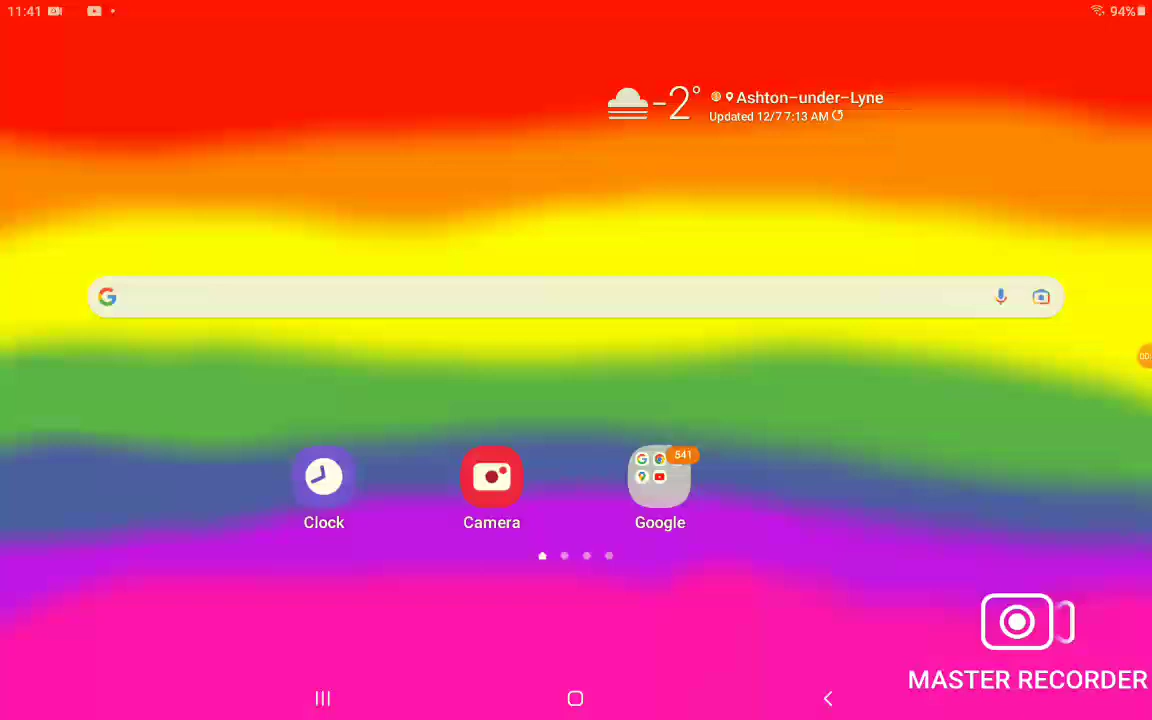 11:41
94%
-2°
Ashton-under-Lyne
Updated 12/7 7:13 AM
541
Clock
Camera
Google
MASTER RECORDER